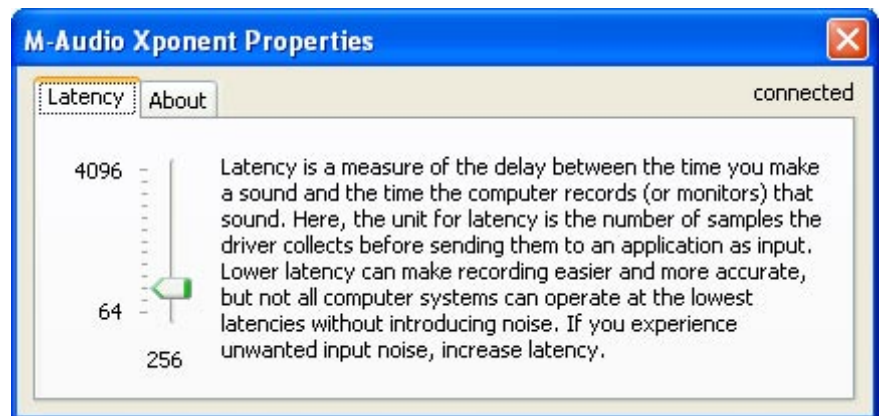 M-Audio Xponent Properties
Latency About connected
4096
64
256
Latency is a measure of the delay between the time you make
a sound and the time the computer records (or monitors) that
sound. Here, the unit for latency is the number of samples the
driver collects before sending them to an application as input.
Lower latency can make recording easier and more accurate,
but not all computer systems can operate at the lowest
latencies without introducing noise. If you experience
unwanted input noise, increase latency.